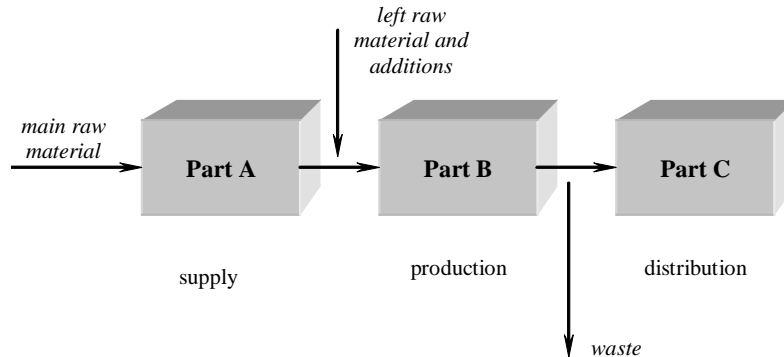 left raw
material and
additions
main raw
material
Part A
Part B
Part C
supply
production
distribution
waste